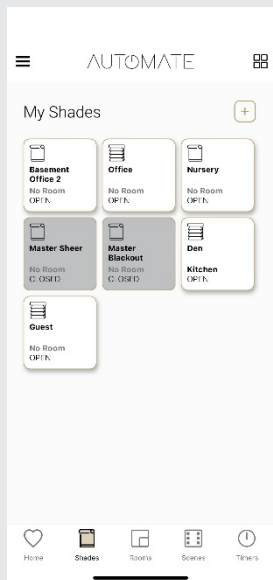 AUTOMATE
My Shades
Basement
Office 2
No Room
OPEN
Office
No Room
OPEN
Nursery
No Room
OPEN
Master Sheer
No Room
CLOSED
Master
Blackout
No Room
CLOSED
Den
Kitchen
OPEN
Guest
No Room
OPEN
Home
Shades
Rooms
Scenes
Timers